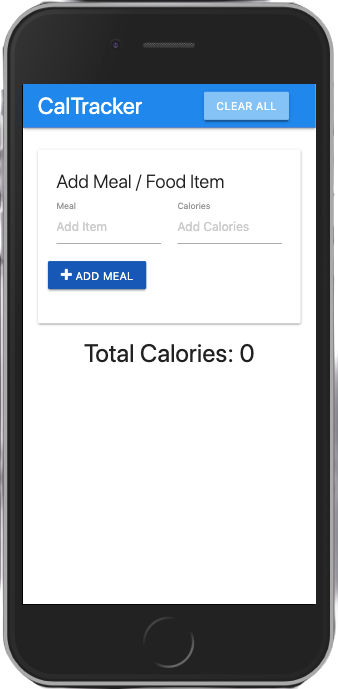 CalTracker CLEAR ALL
Add Meal / Food Item
Meal Calories
Add Item Add Calories
+ ADD MEAL
Total Calories: 0